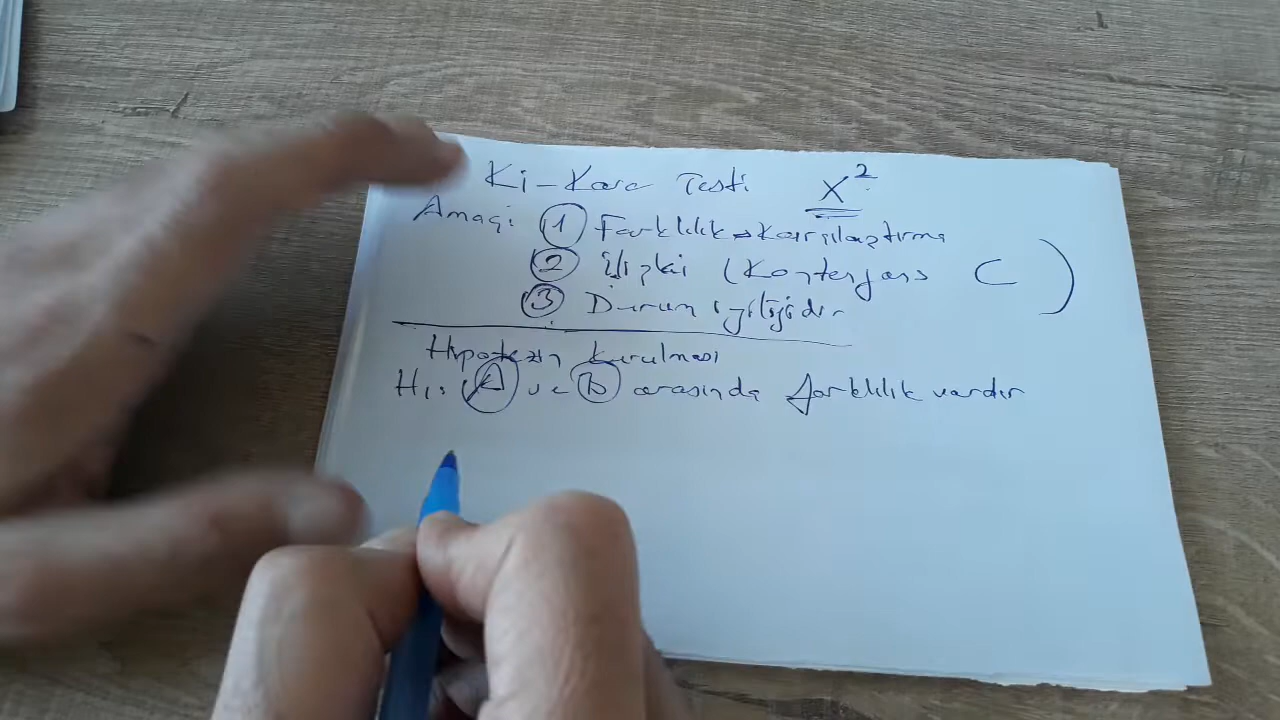 Ki-Kare Testi X²
Amaç: 1 Farklılık → Karşılaştırma
2 İlişki (Kontenjans C )
3 Durum iyiliğidir
Hipotezin kurulması
H1: A ve b arasında farklılık vardır